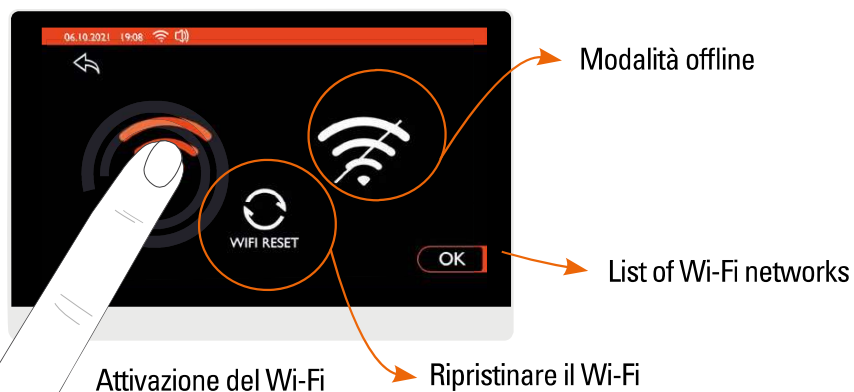 06.10.2021 19:08
Modalità offline
WIFI RESET
OK
List of Wi-Fi networks
Attivazione del Wi-Fi
Ripristinare il Wi-Fi